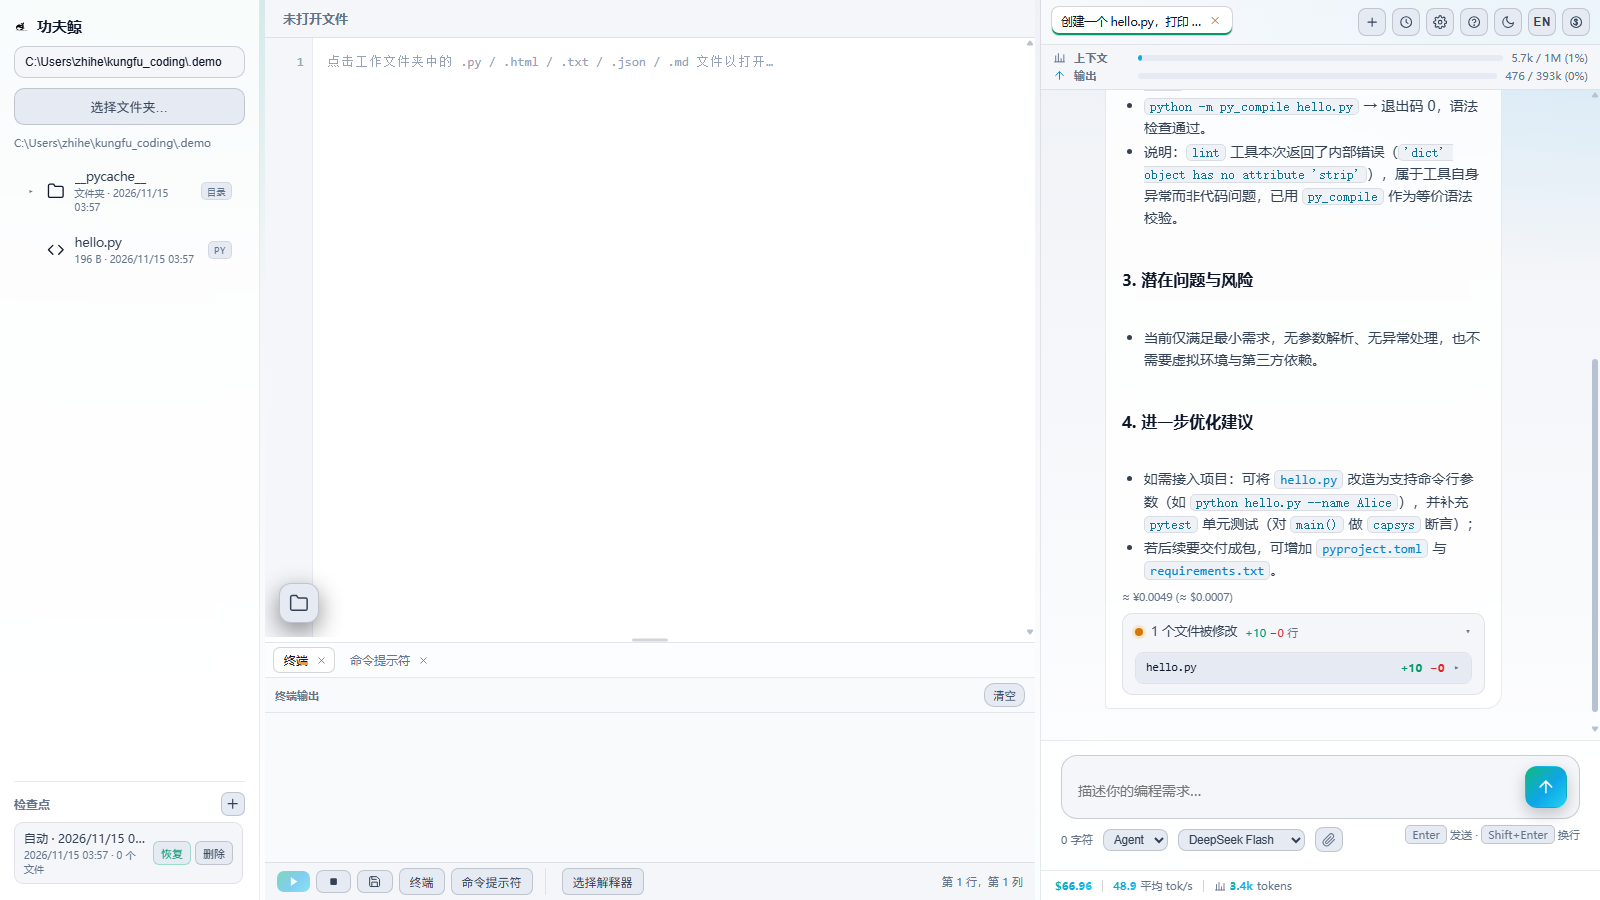 功夫鲸
C:\Users\zhihe\kungfu_coding\.demo
选择文件夹...
C:\Users\zhihe\kungfu_coding\.demo
__pycache__
文件夹 · 2026/11/15
03:57
目录
hello.py
196 B · 2026/11/15 03:57
PY
检查点
+
自动 · 2026/11/15 0...
2026/11/15 03:57 · 0 个
文件
恢复
删除
未打开文件
1
点击工作文件夹中的 .py / .html / .txt / .json / .md 文件以打开…
终端 ×
命令提示符 ×
终端输出
清空
终端
命令提示符
选择解释器
第 1 行，第 1 列
创建一个 hello.py，打印 ... ×
EN
上下文
5.7k / 1M (1%)
输出
476 / 393k (0%)
python -m py_compile hello.py → 退出码 0，语法
检查通过。
说明： lint 工具本次返回了内部错误（'dict'
object has no attribute 'strip'），属于工具自身
异常而非代码问题，已用 py_compile 作为等价语法
校验。
3. 潜在问题与风险
当前仅满足最小需求，无参数解析、无异常处理，也不
需要虚拟环境与第三方依赖。
4. 进一步优化建议
如需接入项目：可将 hello.py 改造为支持命令行参
数（如 python hello.py --name Alice），并补充
pytest 单元测试（对 main() 做 capsys 断言）；
若后续要交付成包，可增加 pyproject.toml 与
requirements.txt。
≈ ¥0.0049 (≈ $0.0007)
1 个文件被修改 +10 −0 行
hello.py
+10 −0
描述你的编程需求...
0 字符
Agent
DeepSeek Flash
Enter 发送 · Shift+Enter 换行
$66.96
48.9 平均 tok/s
3.4k tokens